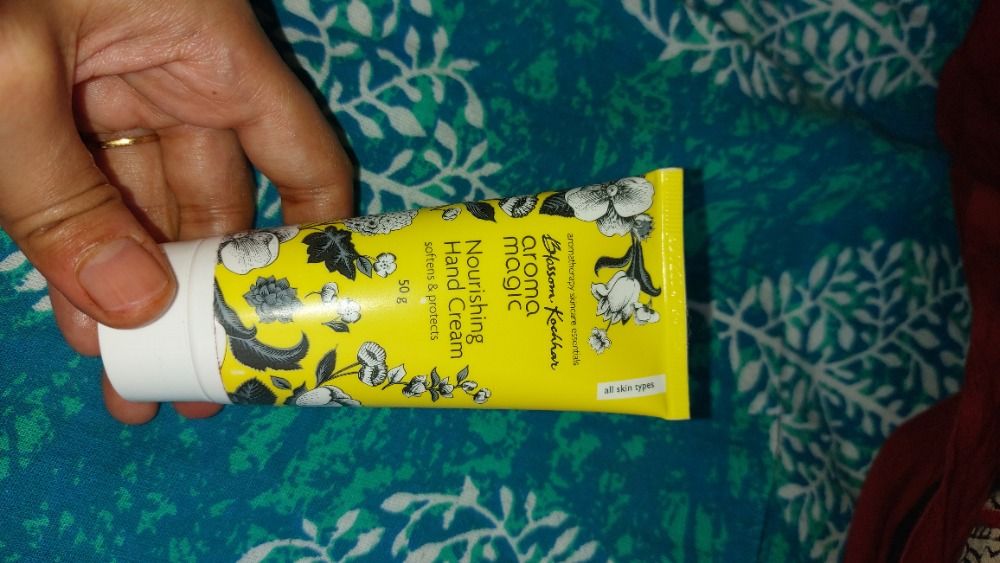 aromatherapy skincare essentials
Blossom Kochhar
aroma
magic
Nourishing
Hand Cream
softens & protects
50 g
all skin types